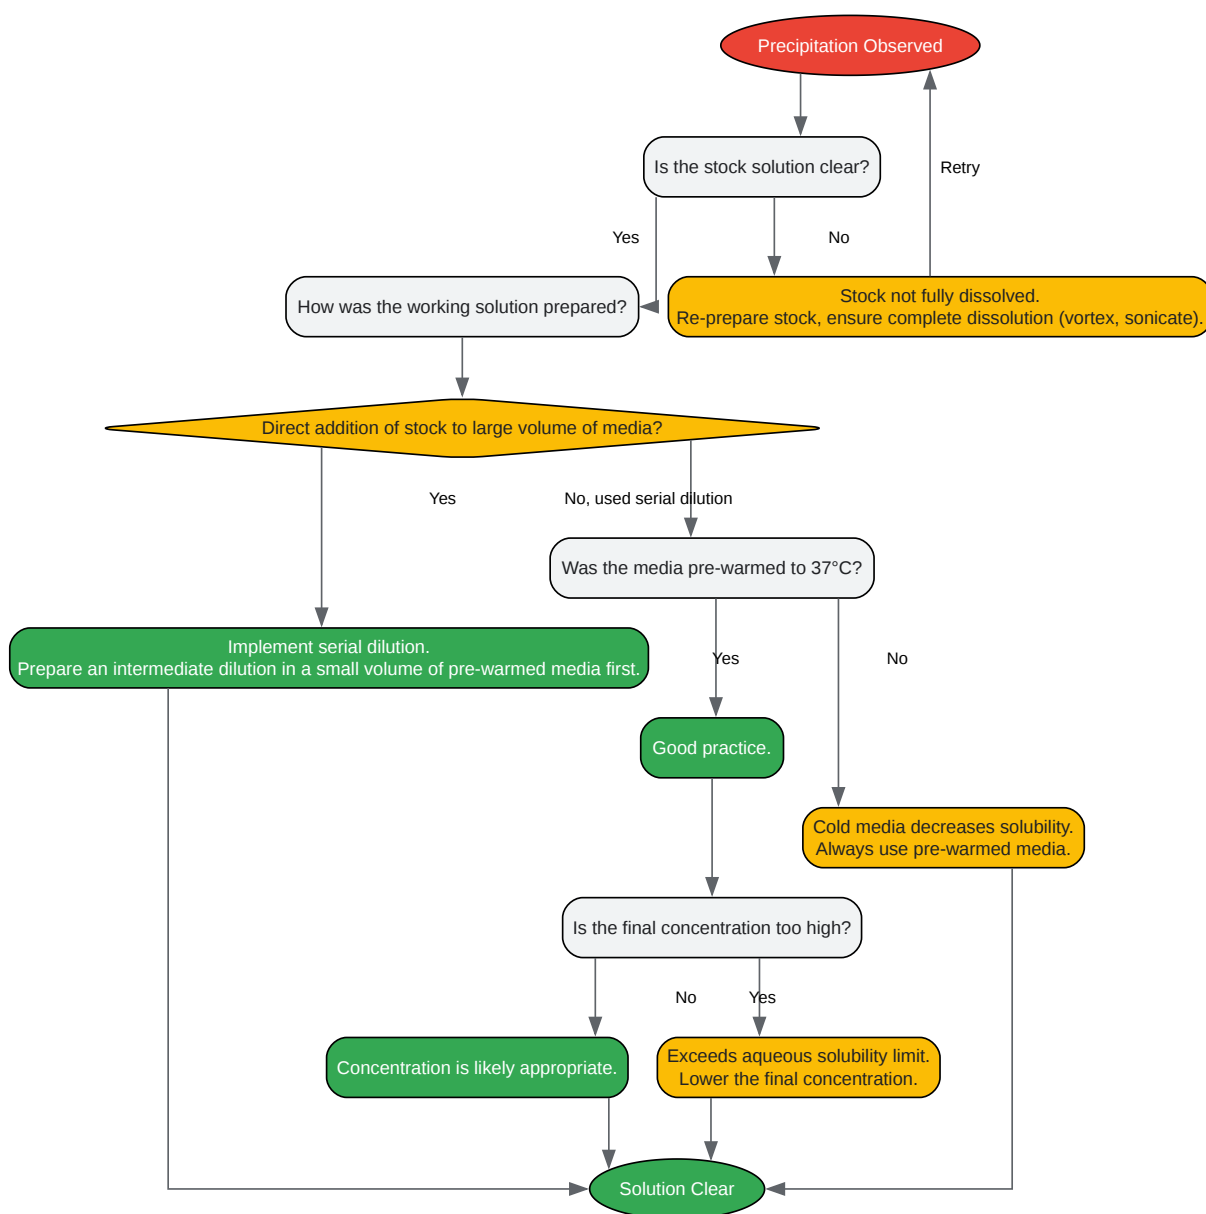 Precipitation Observed
Is the stock solution clear?
Retry
Yes
No
How was the working solution prepared?
Stock not fully dissolved.
Re-prepare stock, ensure complete dissolution (vortex, sonicate).
Direct addition of stock to large volume of media?
Yes
No, used serial dilution
Was the media pre-warmed to 37°C?
Implement serial dilution.
Prepare an intermediate dilution in a small volume of pre-warmed media first.
Yes
No
Good practice.
Cold media decreases solubility.
Always use pre-warmed media.
Is the final concentration too high?
No
Yes
Concentration is likely appropriate.
Exceeds aqueous solubility limit.
Lower the final concentration.
Solution Clear